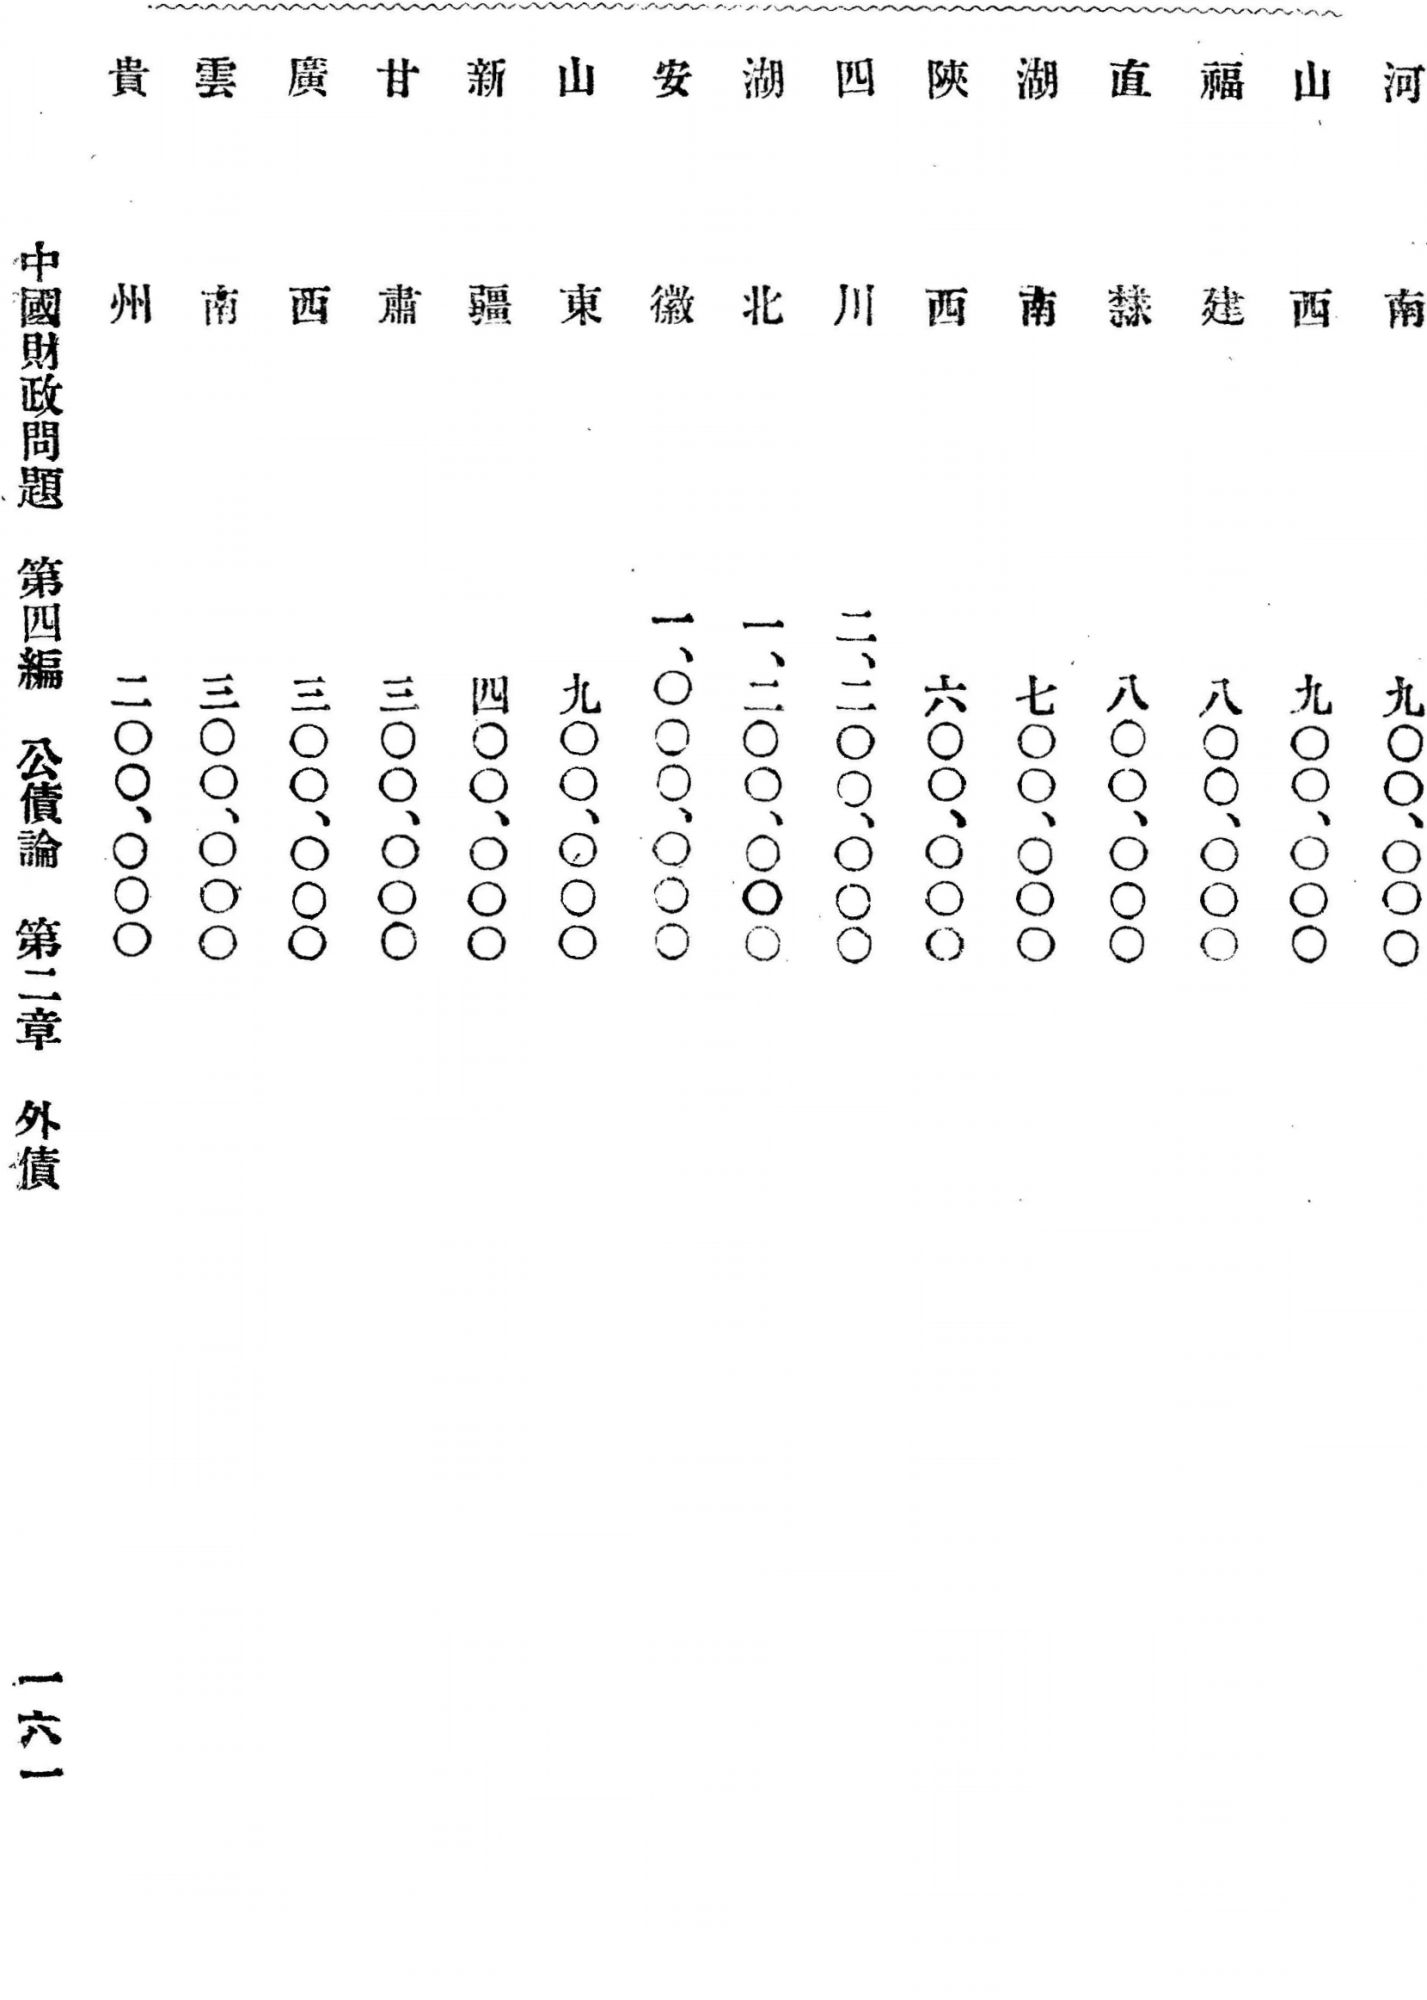 河南 九〇〇、〇〇〇
山西 九〇〇、〇〇〇
福建 八〇〇、〇〇〇
直隸 八〇〇、〇〇〇
湖南 七〇〇、〇〇〇
陝西 六〇〇、〇〇〇
四川 二、二〇〇、〇〇〇
湖北 一、二〇〇、〇〇〇
安徽 一、〇〇〇、〇〇〇
山東 九〇〇、〇〇〇
新疆 四〇〇、〇〇〇
甘肅 三〇〇、〇〇〇
廣西 三〇〇、〇〇〇
雲南 三〇〇、〇〇〇
貴州 二〇〇、〇〇〇
中國財政問題 第四編 公債論 第二章 外債 一六一